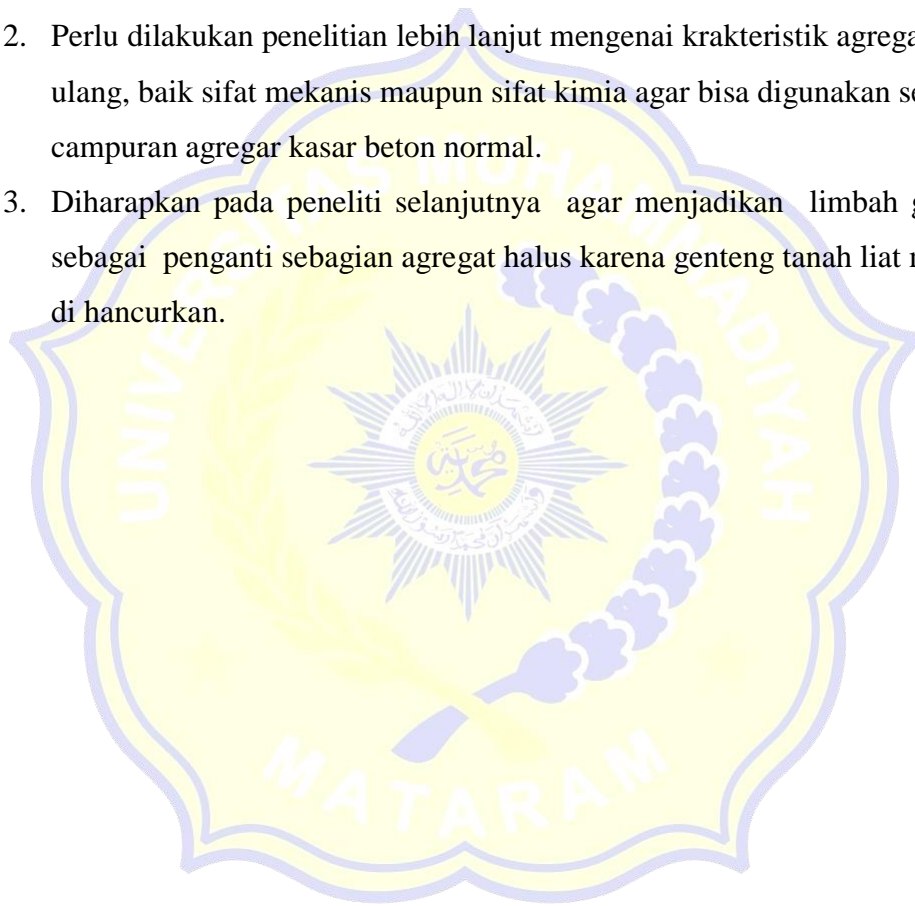 2. Perlu dilakukan penelitian lebih lanjut mengenai krakteristik agrega
ulang, baik sifat mekanis maupun sifat kimia agar bisa digunakan se
campuran agregar kasar beton normal.
3. Diharapkan pada peneliti selanjutnya agar menjadikan limbah g
sebagai penganti sebagian agregat halus karena genteng tanah liat
di hancurkan.
UNIVERSITAS MUHAMMADIYAH
MATARAM